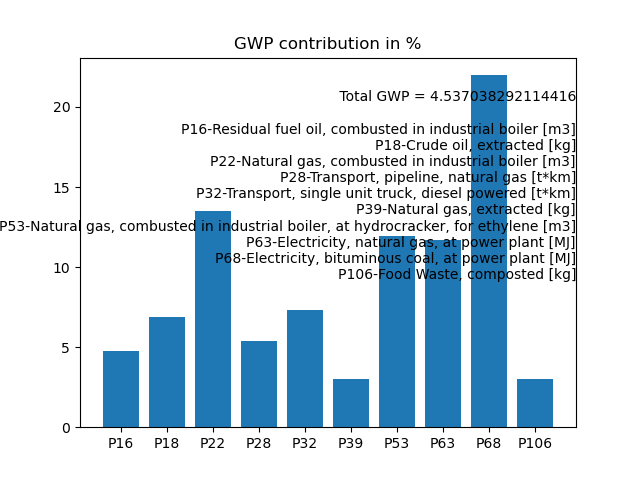 GWP contribution in %
Total GWP = 4.537038292114416
P16-Residual fuel oil, combusted in industrial boiler [m3]
P18-Crude oil, extracted [kg]
P22-Natural gas, combusted in industrial boiler [m3]
P28-Transport, pipeline, natural gas [t*km]
P32-Transport, single unit truck, diesel powered [t*km]
P39-Natural gas, extracted [kg]
P53-Natural gas, combusted in industrial boiler, at hydrocracker, for ethylene [m3]
P63-Electricity, natural gas, at power plant [MJ]
P68-Electricity, bituminous coal, at power plant [MJ]
P106-Food Waste, composted [kg]
20
15
10
5
0
P16 P18 P22 P28 P32 P39 P53 P63 P68 P106